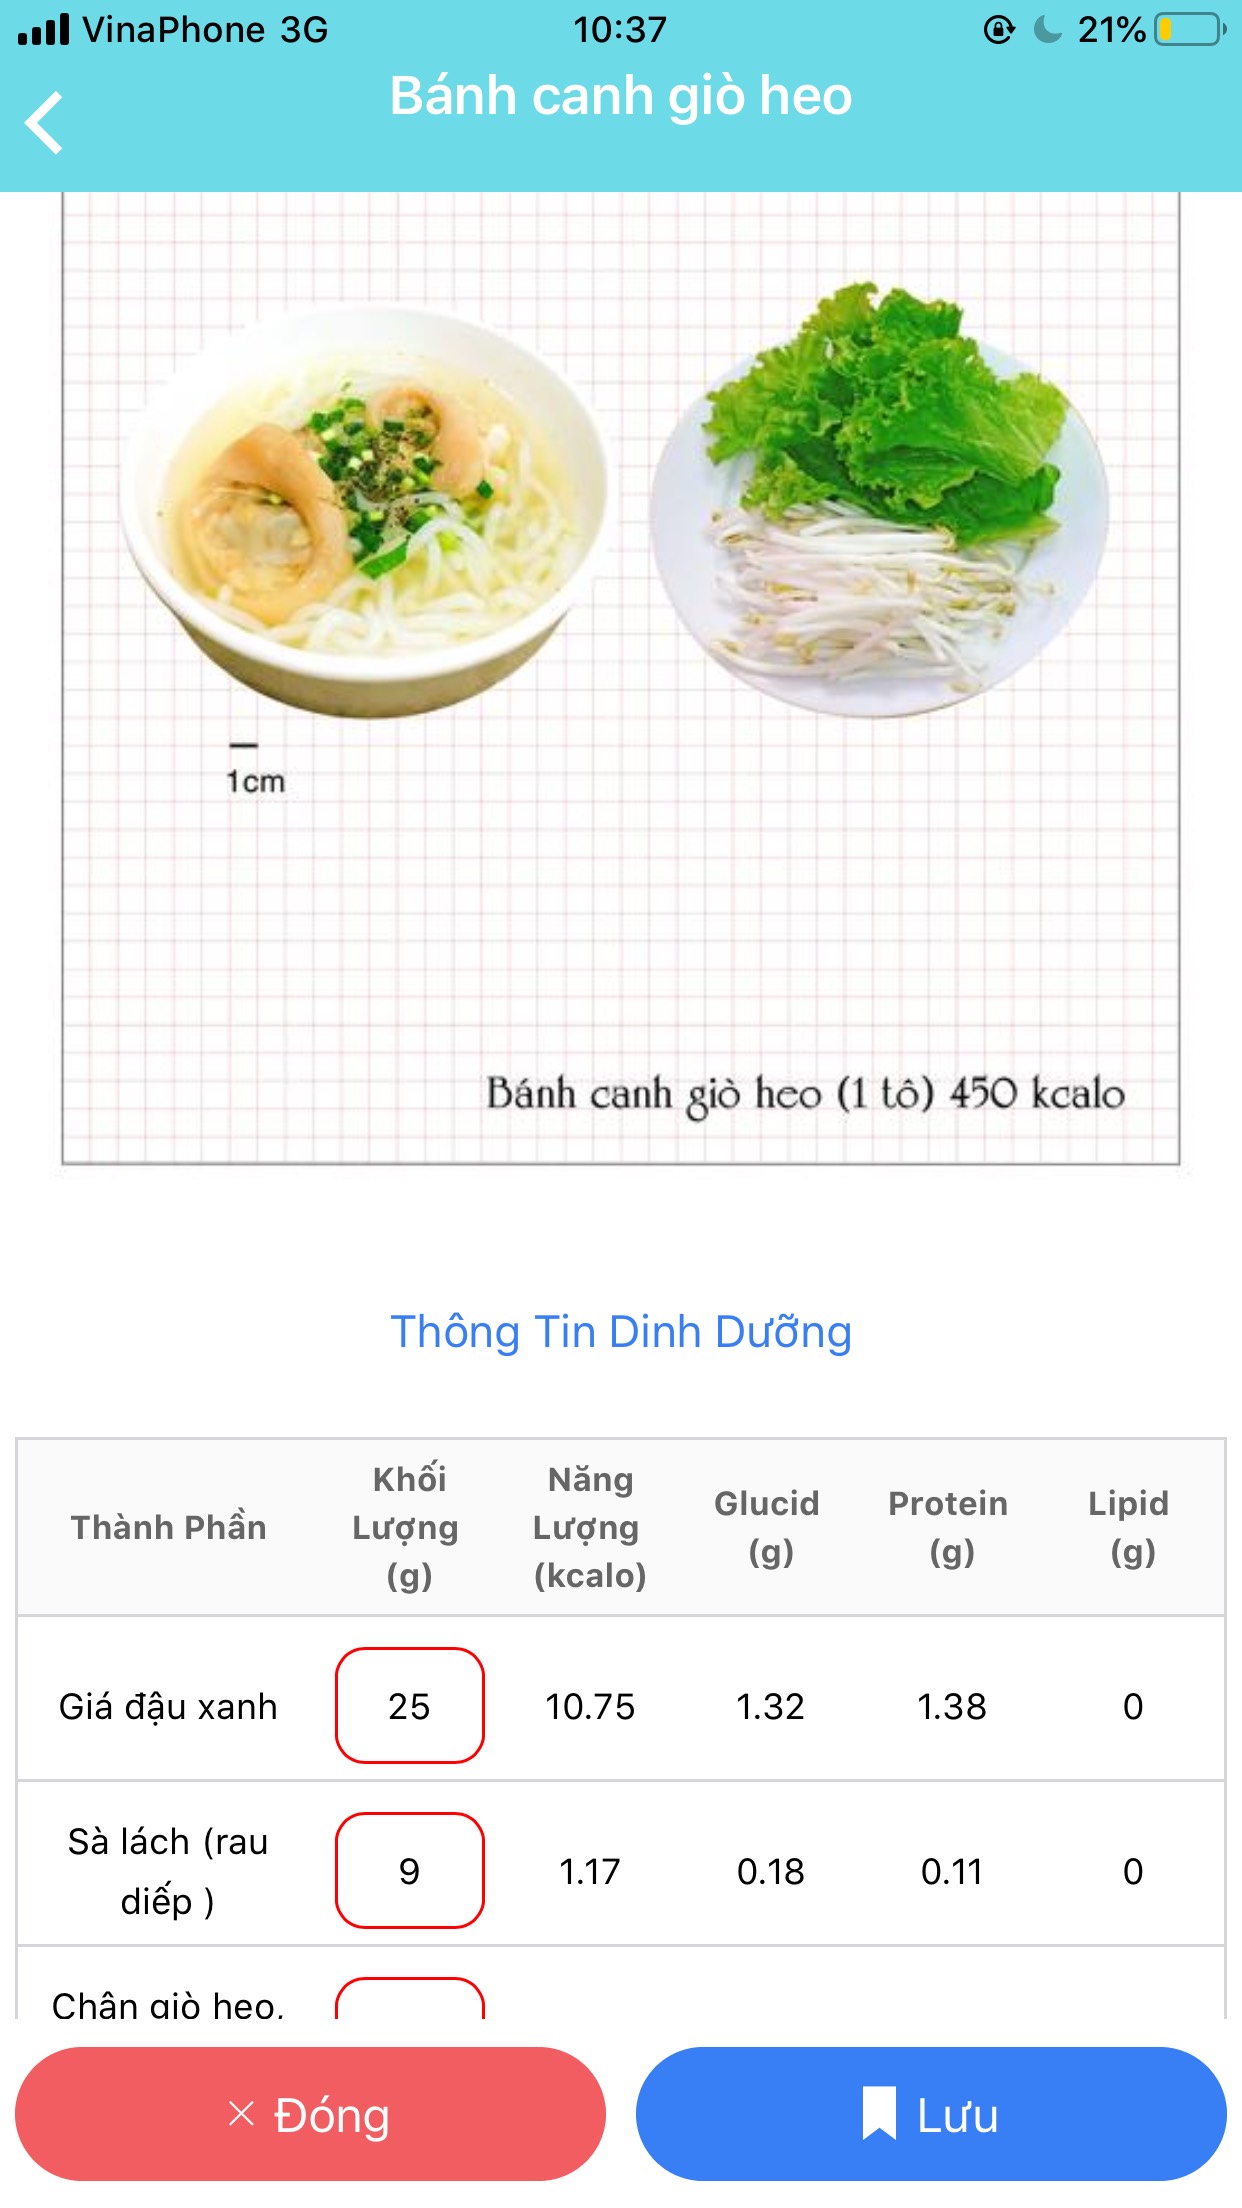 VinaPhone 3G 10:37 21%
Bánh canh giò heo
1cm
Bánh canh giò heo (1 tô) 450 kcalo
Thông Tin Dinh Dưỡng
Thành Phần Khối Lượng (g) Năng Lượng (kcalo) Glucid (g) Protein (g) Lipid (g)
Giá đậu xanh 25 10.75 1.32 1.38 0
Sà lách (rau diếp ) 9 1.17 0.18 0.11 0
Chân giò heo,
Đóng
Lưu